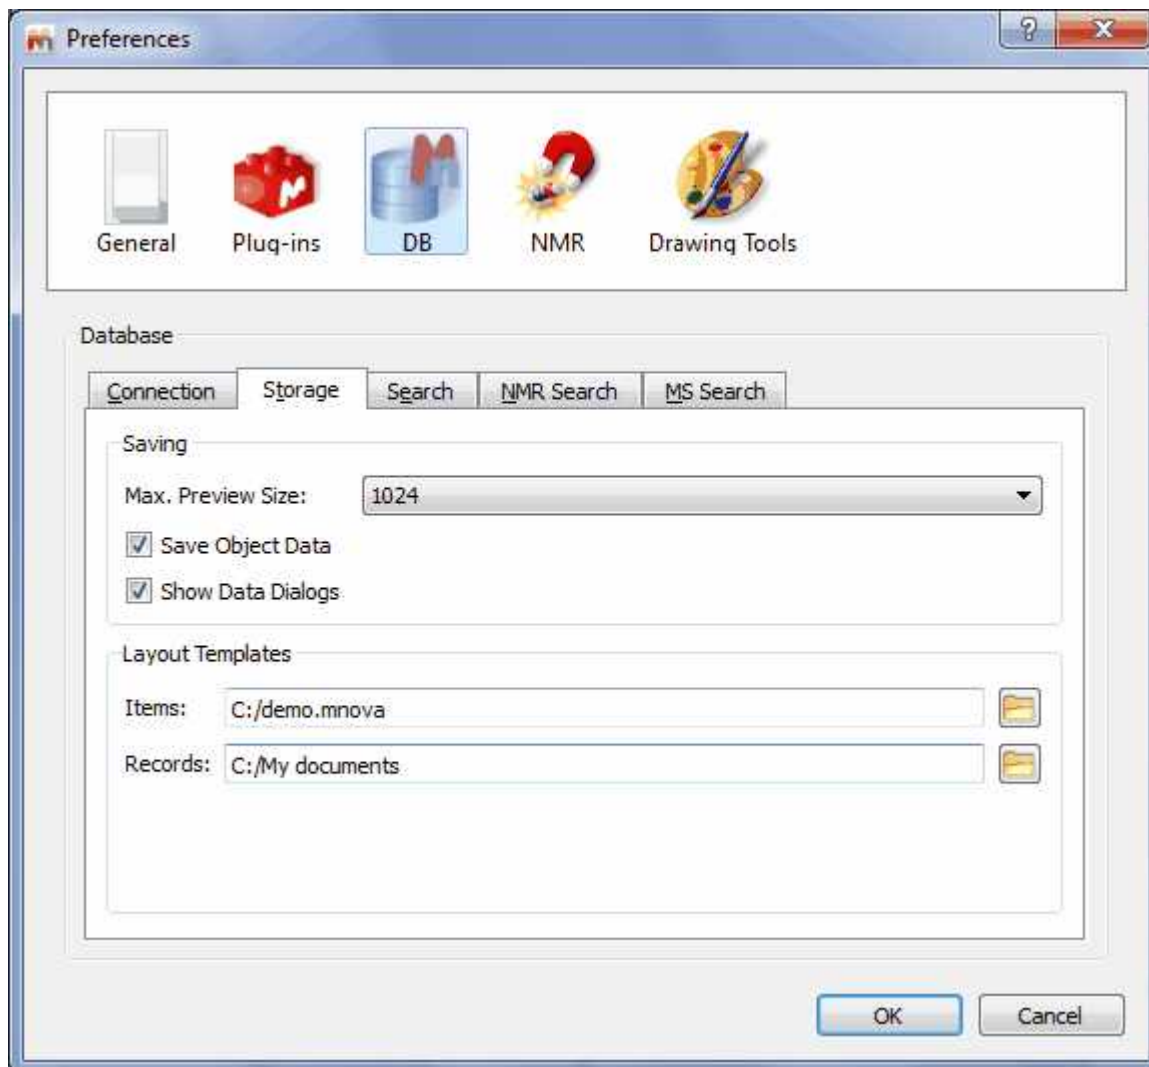 Preferences
General Plug-ins DB NMR Drawing Tools
Database
Connection Storage Search NMR Search MS Search
Saving
Max. Preview Size: 1024
Save Object Data
Show Data Dialogs
Layout Templates
Items: C:/demo.mnova
Records: C:/My documents
OK Cancel